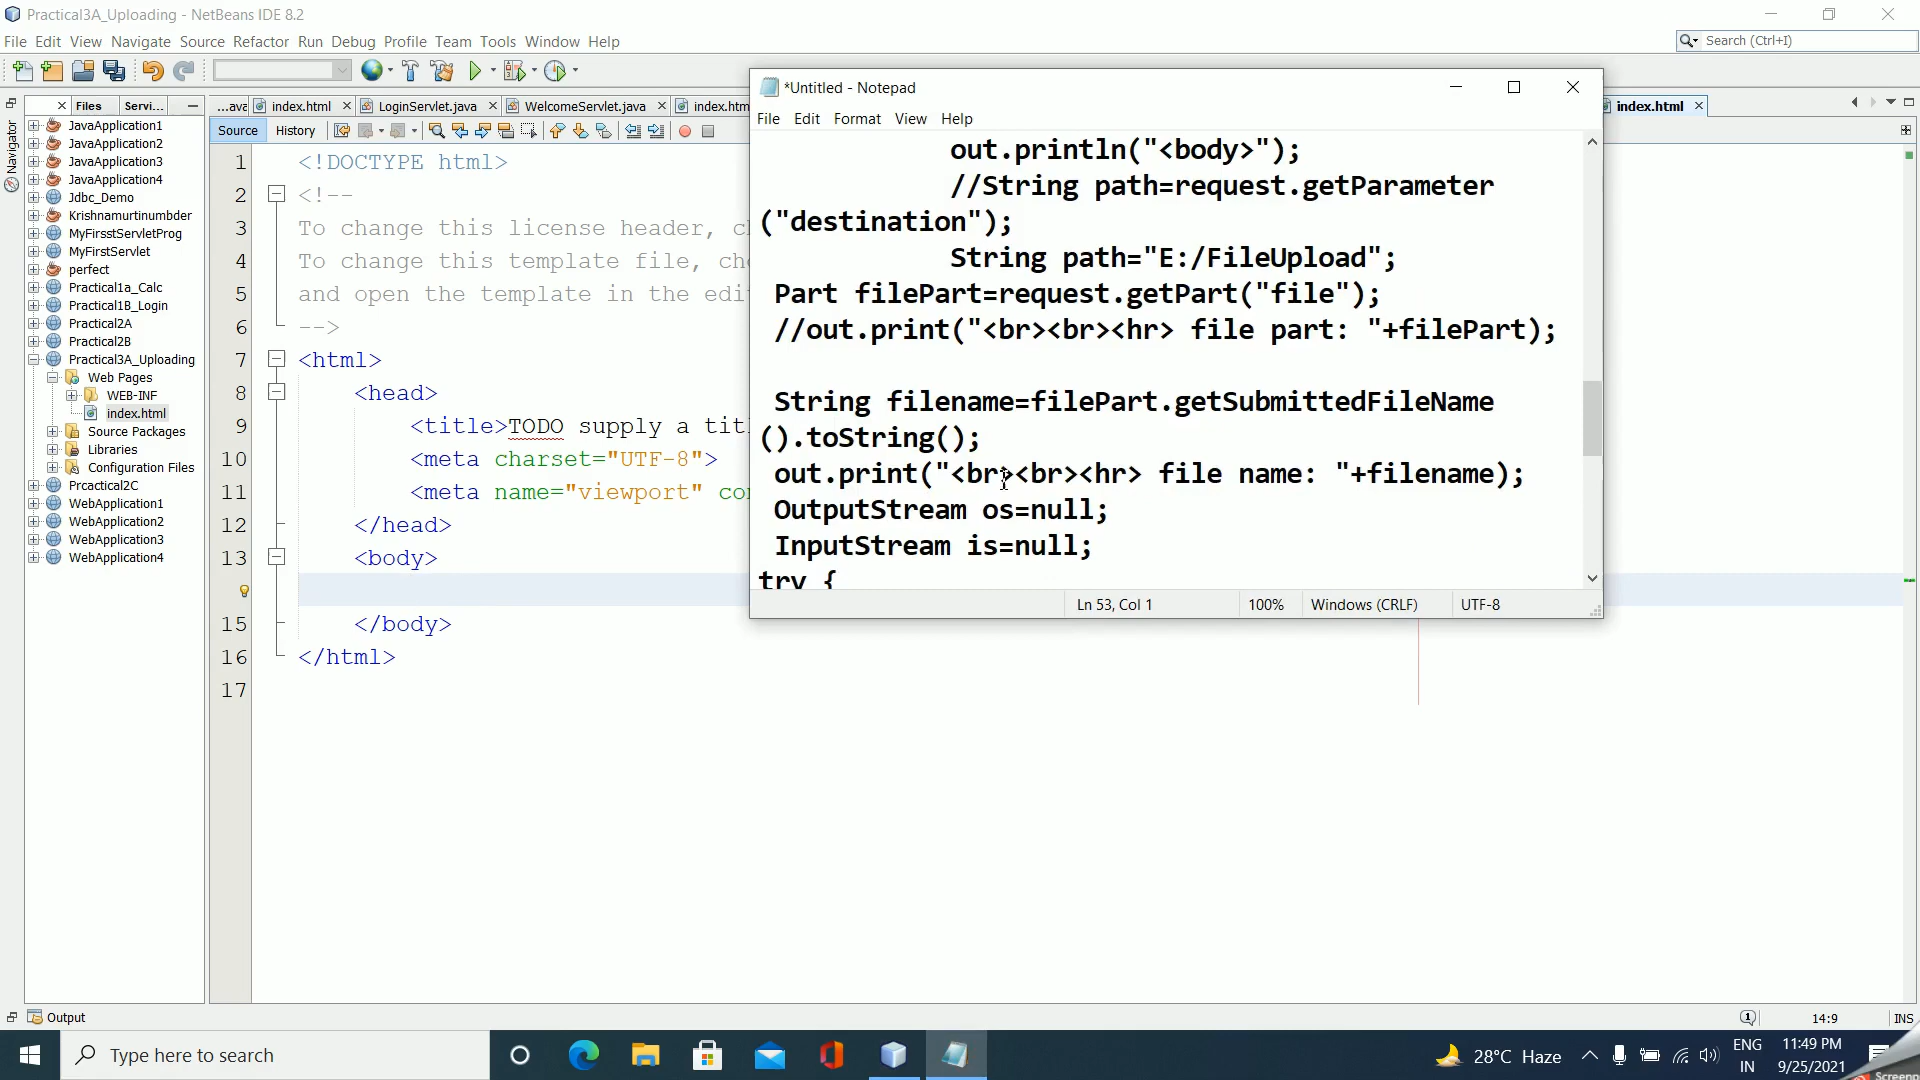 Practical3A_Uploading - NetBeans IDE 8.2
File Edit View Navigate Source Refactor Run Debug Profile Team Tools Window Help
Search (Ctrl+I)
Files
Servi...
...ava
index.html
LoginServlet.java
WelcomeServlet.java
index.htm
index.html
Source
History
Navigator
JavaApplication1
JavaApplication2
JavaApplication3
JavaApplication4
Jdbc_Demo
Krishnamurtinumbder
MyFirsstServletProg
MyFirstServlet
perfect
Practical1a_Calc
Practical1B_Login
Practical2A
Practical2B
Practical3A_Uploading
Web Pages
WEB-INF
index.html
Source Packages
Libraries
Configuration Files
Prcactical2C
WebApplication1
WebApplication2
WebApplication3
WebApplication4
1 <!DOCTYPE html>
2 <!--
3 To change this license header, c
4 To change this template file, cho
5 and open the template in the edi
6 -->
7 <html>
8 <head>
9 <title>TODO supply a tit
10 <meta charset="UTF-8">
11 <meta name="viewport" co
12 </head>
13 <body>
15 </body>
16 </html>
17
*Untitled - Notepad
File Edit Format View Help
out.println("<body>");
//String path=request.getParameter
("destination");
String path="E:/FileUpload";
Part filePart=request.getPart("file");
//out.print("<br><br><hr> file part: "+filePart);
String filename=filePart.getSubmittedFileName
().toString();
out.print("<br><br><hr> file name: "+filename);
OutputStream os=null;
InputStream is=null;
try {
Ln 53, Col 1
100%
Windows (CRLF)
UTF-8
Output
1
14:9
INS
Type here to search
28°C Haze
ENG
IN
11:49 PM
9/25/2021